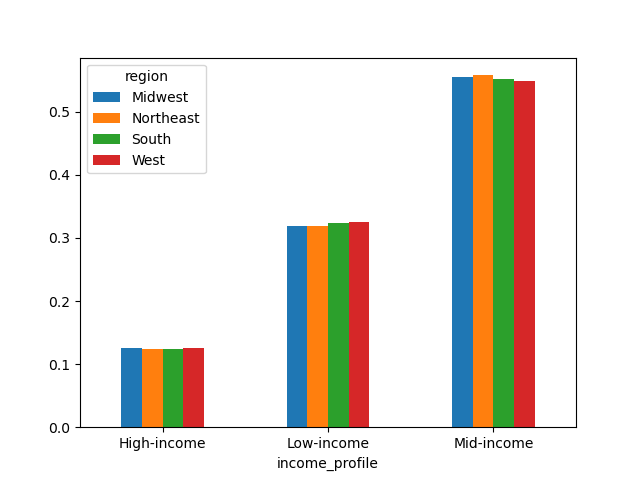 region
Midwest
Northeast
South
West
0.5
0.4
0.3
0.2
0.1
0.0
High-income Low-income Mid-income
income_profile